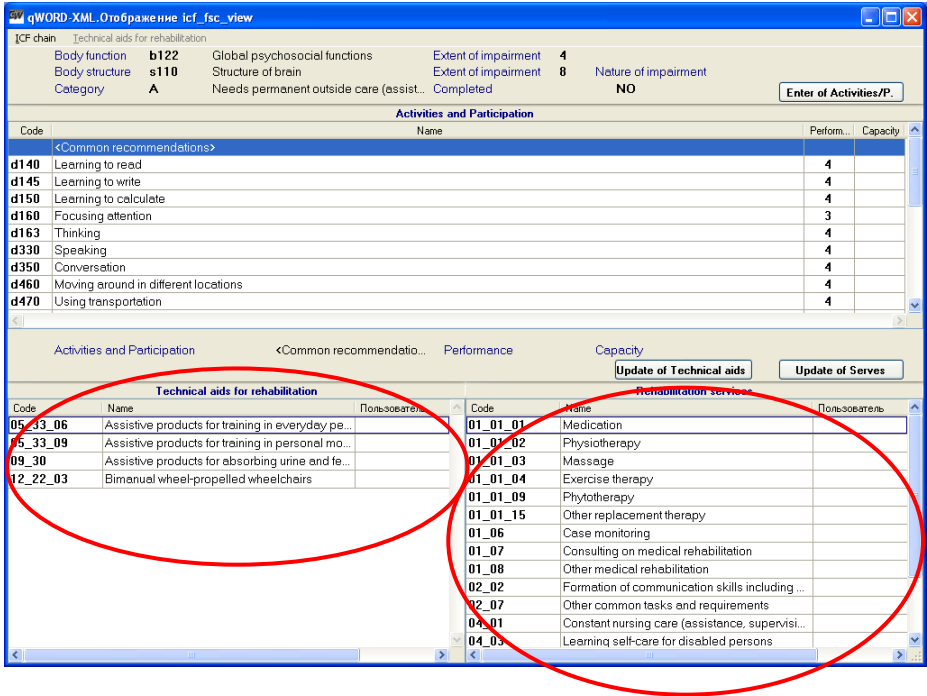 qWORD-XML.Отображение icf_fsc_view
ICF chain Technical aids for rehabilitation
Body function b122 Global psychosocial functions Extent of impairment 4
Body structure s110 Structure of brain Extent of impairment 8 Nature of impairment
Category A Needs permanent outside care (assist... Completed NO Enter of Activities/P.
Activities and Participation
Code Name Perform... Capacity
<Common recommendations>
d140 Learning to read 4
d145 Learning to write 4
d150 Learning to calculate 4
d160 Focusing attention 3
d163 Thinking 4
d330 Speaking 4
d350 Conversation 4
d460 Moving around in different locations 4
d470 Using transportation 4
Activities and Participation <Common recommendatio... Performance Capacity
Update of Technical aids Update of Serves
Technical aids for rehabilitation
Code Name Пользователь
05_33_06 Assistive products for training in everyday pe...
05_33_09 Assistive products for training in personal mo...
09_30 Assistive products for absorbing urine and fe...
12_22_03 Bimanual wheel-propelled wheelchairs
Rehabilitation services
Code Name Пользователь
01_01_01 Medication
01_01_02 Physiotherapy
01_01_03 Massage
01_01_04 Exercise therapy
01_01_09 Phytotherapy
01_01_15 Other replacement therapy
01_06 Case monitoring
01_07 Consulting on medical rehabilitation
01_08 Other medical rehabilitation
02_02 Formation of communication skills including ...
02_07 Other common tasks and requirements
04_01 Constant nursing care (assistance, supervisi...
04_03 Learning self-care for disabled persons